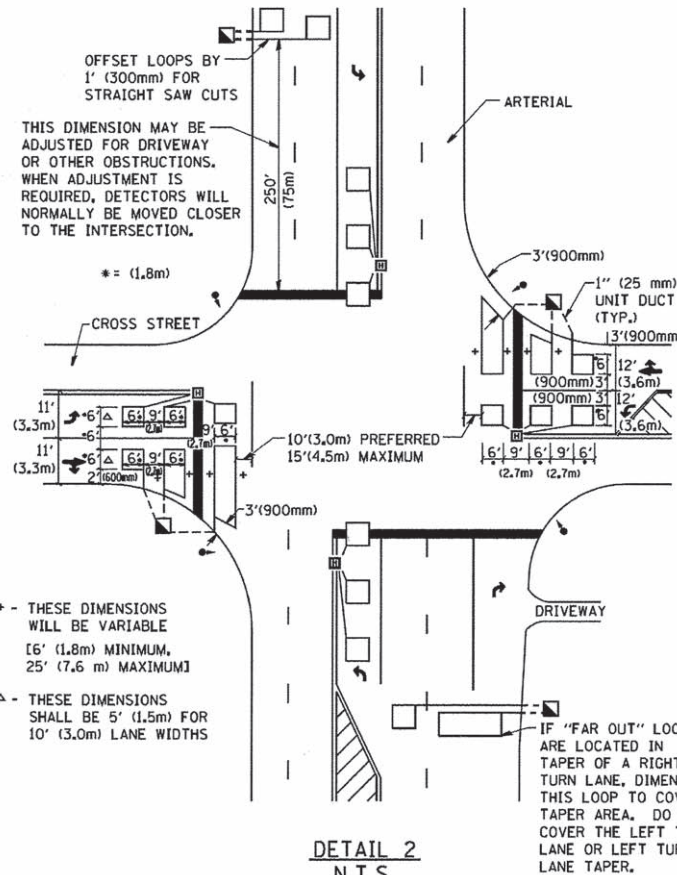 OFFSET LOOPS BY
1' (300mm) FOR
STRAIGHT SAW CUTS
THIS DIMENSION MAY BE
ADJUSTED FOR DRIVEWAY
OR OTHER OBSTRUCTIONS.
WHEN ADJUSTMENT IS
REQUIRED, DETECTORS WILL
NORMALLY BE MOVED CLOSER
TO THE INTERSECTION.
250'
(75m)
ARTERIAL
*= (1.8m)
CROSS STREET
3'(900mm)
1" (25 mm)
UNIT DUCT
(TYP.)
3'(900mm
H
H
6'
12'
(3.6m)
(900mm) 3'
(900mm) 3'
12'
(3.6m)
6'
11'
(3.3m)
*6'
6' 9' 6'
*6'
9' 6'
(2.7m)
11'
(3.3m)
*6'
6' 9' 6'
2' (600mm)
10'(3.0m) PREFERRED
15'(4.5m) MAXIMUM
H
6' 9' 6' 9' 6'
(2.7m) (2.7m)
3'(900mm)
H
DRIVEWAY
+ - THESE DIMENSIONS
WILL BE VARIABLE
[6' (1.8m) MINIMUM,
25' (7.6 m) MAXIMUM]
△ - THESE DIMENSIONS
SHALL BE 5' (1.5m) FOR
10' (3.0m) LANE WIDTHS
IF "FAR OUT" LOO
ARE LOCATED IN
TAPER OF A RIGHT
TURN LANE, DIMEN
THIS LOOP TO COV
TAPER AREA. DO
COVER THE LEFT T
LANE OR LEFT TUR
LANE TAPER.
DETAIL 2
N.T.S.